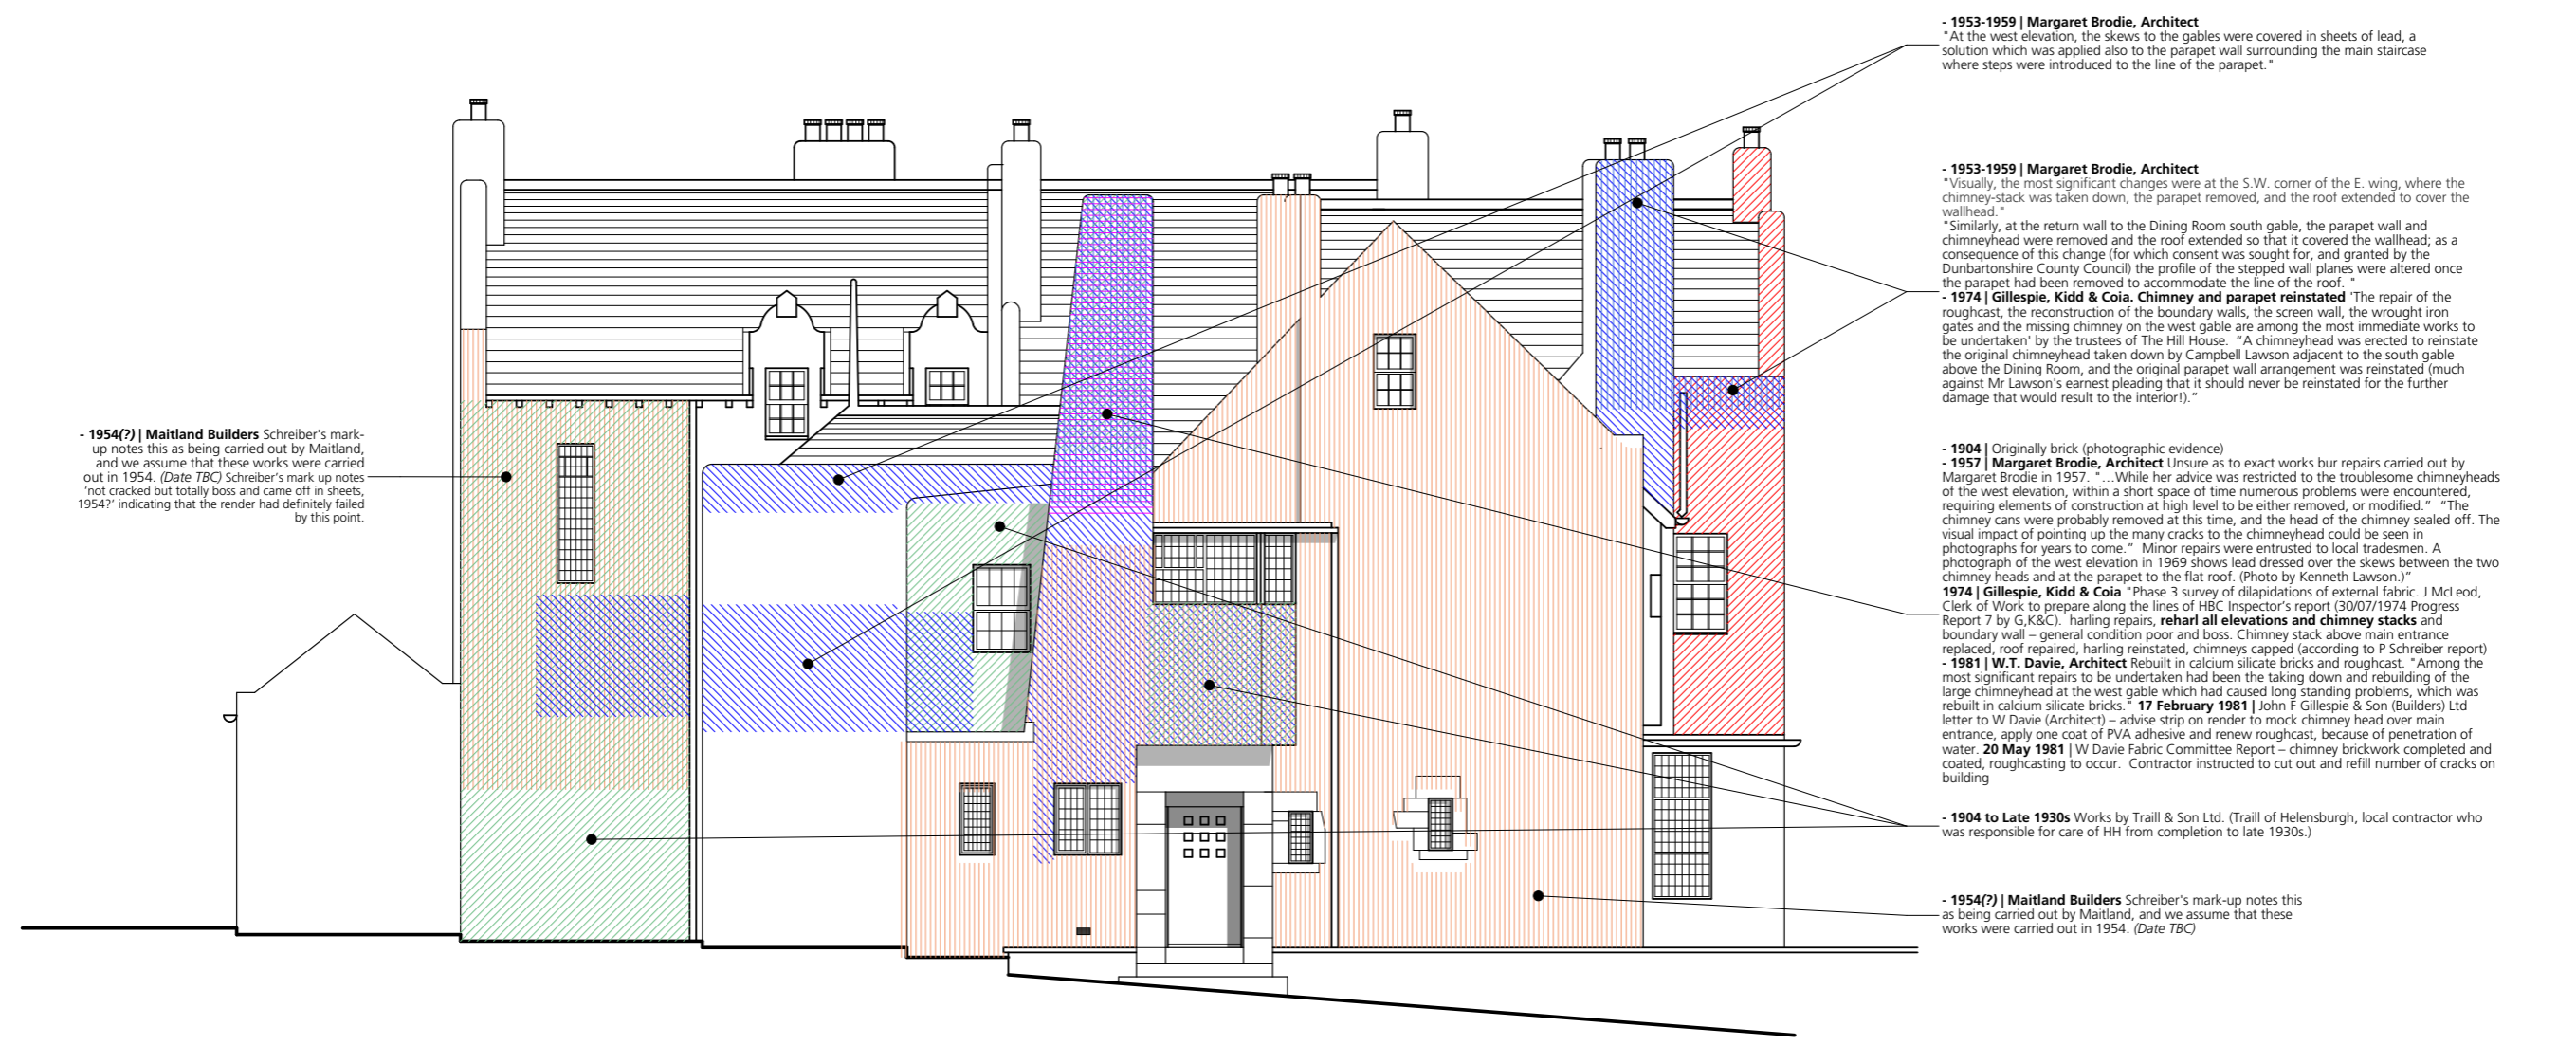 - 1953-1959 | Margaret Brodie, Architect
"At the west elevation, the skews to the gables were covered in sheets of lead, a
solution which was applied also to the parapet wall surrounding the main staircase
where steps were introduced to the line of the parapet."
- 1953-1959 | Margaret Brodie, Architect
"Visually, the most significant changes were at the S.W. corner of the E. wing, where the
chimney-stack was taken down, the parapet removed, and the roof extended to cover the
wallhead."
"Similarly, at the return wall to the Dining Room south gable, the parapet wall and
chimneyhead were removed and the roof extended so that it covered the wallhead; as a
consequence of this change (for which consent was sought for, and granted by the
Dunbartonshire County Council) the profile of the stepped wall planes were altered once
the parapet had been removed to accommodate the line of the roof. "
- 1974 | Gillespie, Kidd & Coia. Chimney and parapet reinstated 'The repair of the
roughcast, the reconstruction of the boundary walls, the screen wall, the wrought iron
gates and the missing chimney on the west gable are among the most immediate works to
be undertaken' by the trustees of The Hill House. "A chimneyhead was erected to reinstate
the original chimneyhead taken down by Campbell Lawson adjacent to the south gable
above the Dining Room, and the original parapet wall arrangement was reinstated (much
against Mr Lawson's earnest pleading that it should never be reinstated for the further
damage that would result to the interior!)."
- 1954(?) | Maitland Builders Schreiber's mark-
up notes this as being carried out by Maitland,
and we assume that these works were carried
out in 1954. (Date TBC) Schreiber's mark up notes
'not cracked but totally boss and came off in sheets,
1954?' indicating that the render had definitely failed
by this point.
- 1904 | Originally brick (photographic evidence)
- 1957 | Margaret Brodie, Architect Unsure as to exact works bur repairs carried out by
Margaret Brodie in 1957. "...While her advice was restricted to the troublesome chimneyheads
of the west elevation, within a short space of time numerous problems were encountered,
requiring elements of construction at high level to be either removed, or modified." "The
chimney cans were probably removed at this time, and the head of the chimney sealed off. The
visual impact of pointing up the many cracks to the chimneyhead could be seen in
photographs for years to come." Minor repairs were entrusted to local tradesmen. A
photograph of the west elevation in 1969 shows lead dressed over the skews between the two
chimney heads and at the parapet to the flat roof. (Photo by Kenneth Lawson.)"
1974 | Gillespie, Kidd & Coia "Phase 3 survey of dilapidations of external fabric. J McLeod,
Clerk of Work to prepare along the lines of HBC Inspector's report (30/07/1974 Progress
Report 7 by G,K&C). harling repairs, reharl all elevations and chimney stacks and
boundary wall – general condition poor and boss. Chimney stack above main entrance
replaced, roof repaired, harling reinstated, chimneys capped (according to P Schreiber report)
- 1981 | W.T. Davie, Architect Rebuilt in calcium silicate bricks and roughcast. "Among the
most significant repairs to be undertaken had been the taking down and rebuilding of the
large chimneyhead at the west gable which had caused long standing problems, which was
rebuilt in calcium silicate bricks." 17 February 1981 | John F Gillespie & Son (Builders) Ltd
letter to W Davie (Architect) – advise strip on render to mock chimney head over main
entrance, apply one coat of PVA adhesive and renew roughcast, because of penetration of
water. 20 May 1981 | W Davie Fabric Committee Report – chimney brickwork completed and
coated, roughcasting to occur. Contractor instructed to cut out and refill number of cracks on
building
- 1904 to Late 1930s Works by Traill & Son Ltd. (Traill of Helensburgh, local contractor who
was responsible for care of HH from completion to late 1930s.)
- 1954(?) | Maitland Builders Schreiber's mark-up notes this
as being carried out by Maitland, and we assume that these
works were carried out in 1954. (Date TBC)